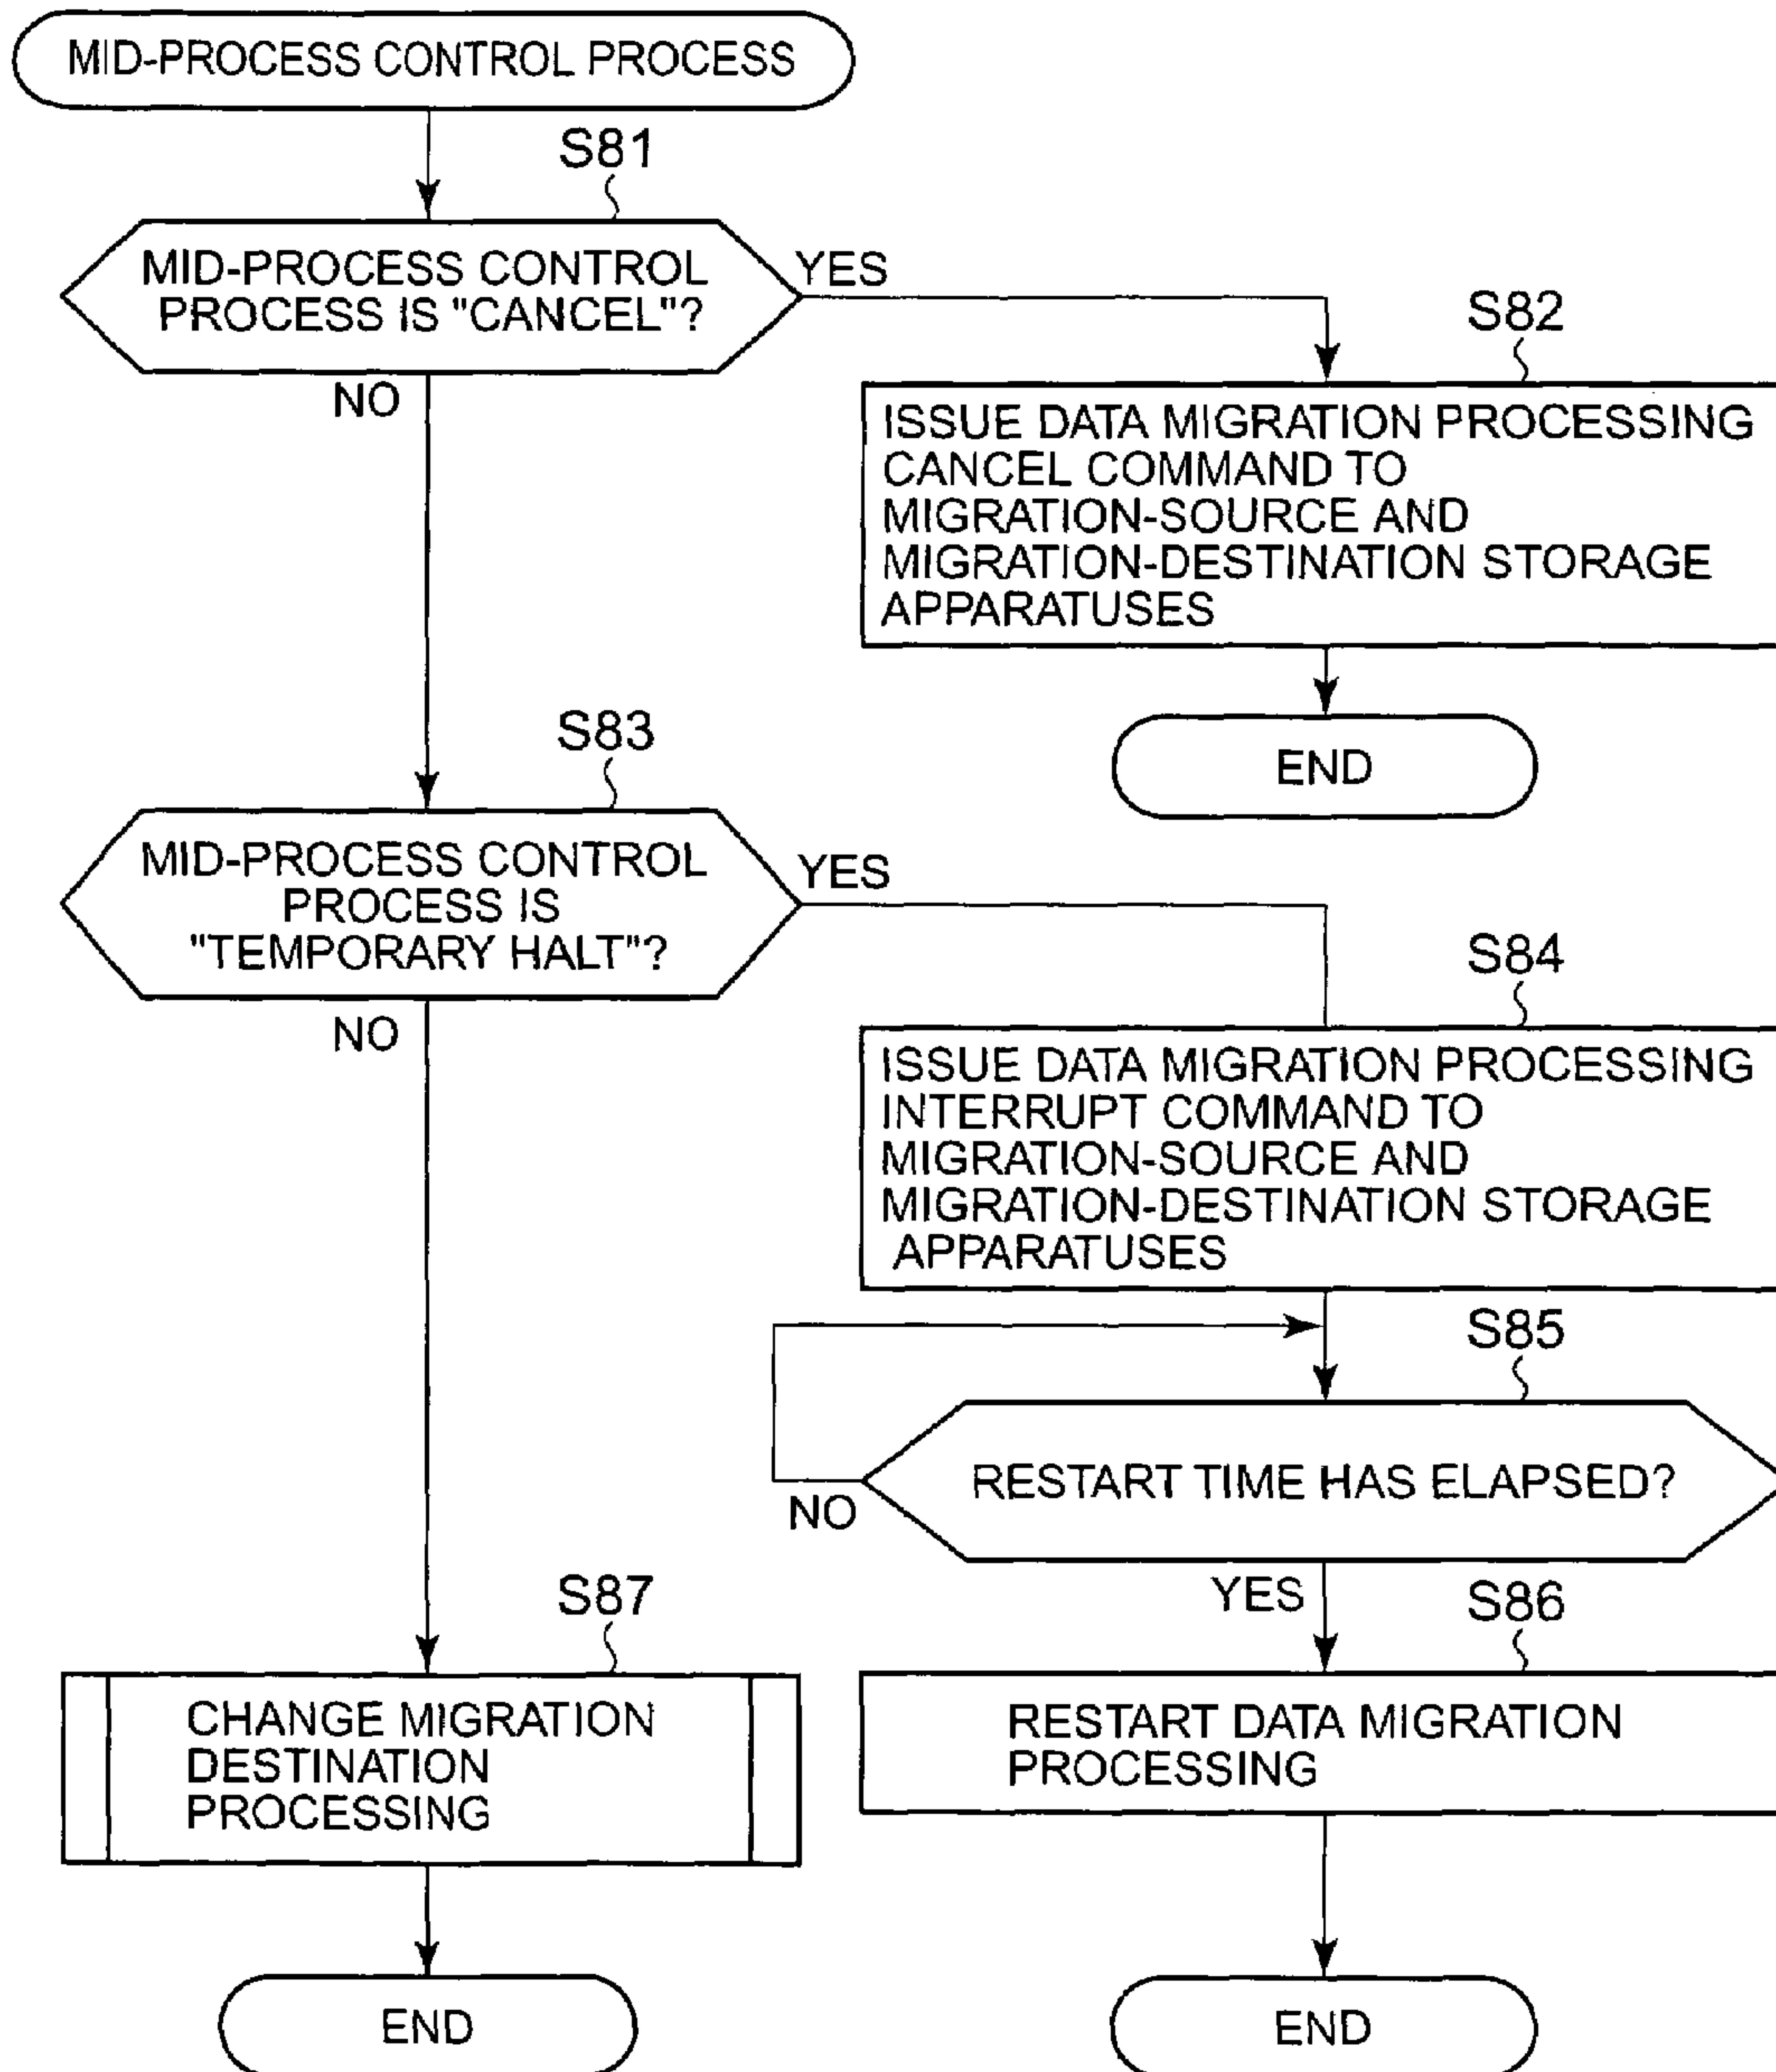 MID-PROCESS CONTROL PROCESS
S81
MID-PROCESS CONTROL
PROCESS IS "CANCEL"?
YES
NO
S82
ISSUE DATA MIGRATION PROCESSING
CANCEL COMMAND TO
MIGRATION-SOURCE AND
MIGRATION-DESTINATION STORAGE
APPARATUSES
END
S83
MID-PROCESS CONTROL
PROCESS IS
"TEMPORARY HALT"?
YES
NO
S84
ISSUE DATA MIGRATION PROCESSING
INTERRUPT COMMAND TO
MIGRATION-SOURCE AND
MIGRATION-DESTINATION STORAGE
APPARATUSES
S85
RESTART TIME HAS ELAPSED?
NO
YES
S86
RESTART DATA MIGRATION
PROCESSING
END
S87
CHANGE MIGRATION
DESTINATION
PROCESSING
END